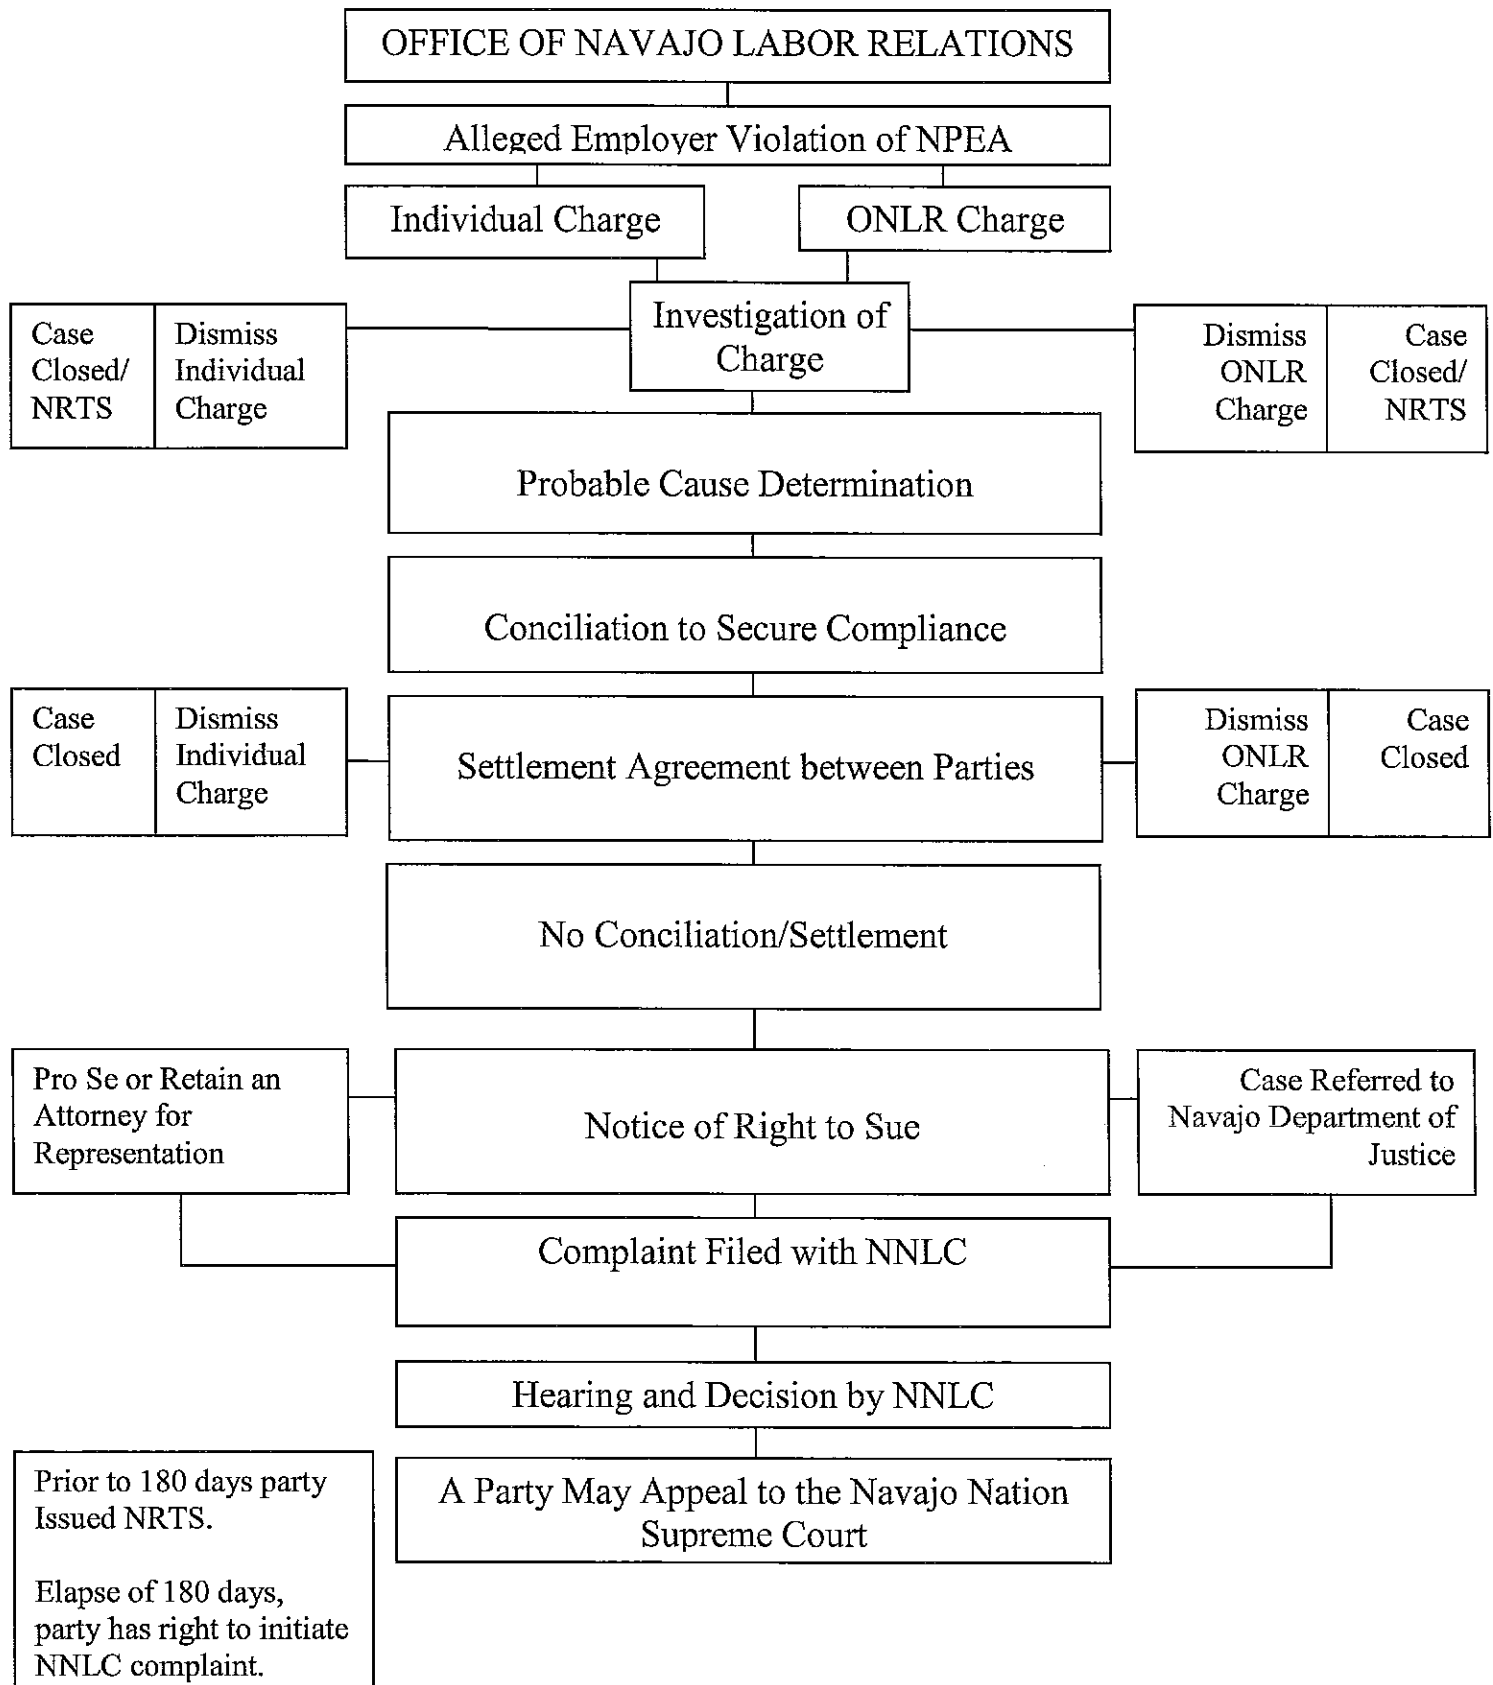 OFFICE OF NAVAJO LABOR RELATIONS
Alleged Employer Violation of NPEA
Individual Charge
ONLR Charge
Investigation of
Charge
Case
Closed/
NRTS
Dismiss
Individual
Charge
Dismiss
ONLR
Charge
Case
Closed/
NRTS
Probable Cause Determination
Conciliation to Secure Compliance
Case
Closed
Dismiss
Individual
Charge
Settlement Agreement between Parties
Dismiss
ONLR
Charge
Case
Closed
No Conciliation/Settlement
Pro Se or Retain an
Attorney for
Representation
Notice of Right to Sue
Case Referred to
Navajo Department of
Justice
Complaint Filed with NNLC
Hearing and Decision by NNLC
A Party May Appeal to the Navajo Nation
Supreme Court
Prior to 180 days party
Issued NRTS.
Elapse of 180 days,
party has right to initiate
NNLC complaint.